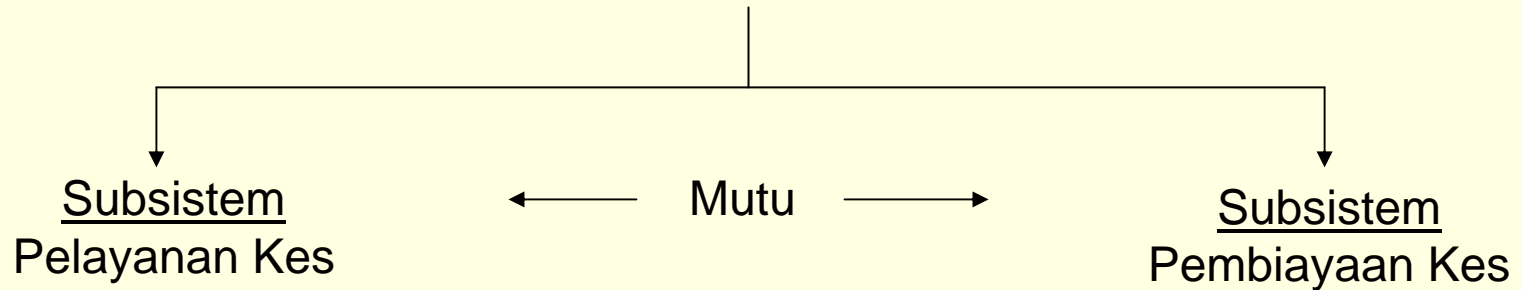 Subsistem
Pelayanan Kes
Mutu
Subsistem
Pembiayaan Kes